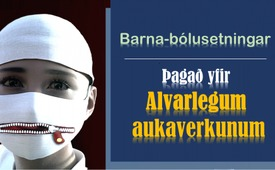 Barna-bólusetningar
Þagað yfir
Alvarlegum
aukaverkunum